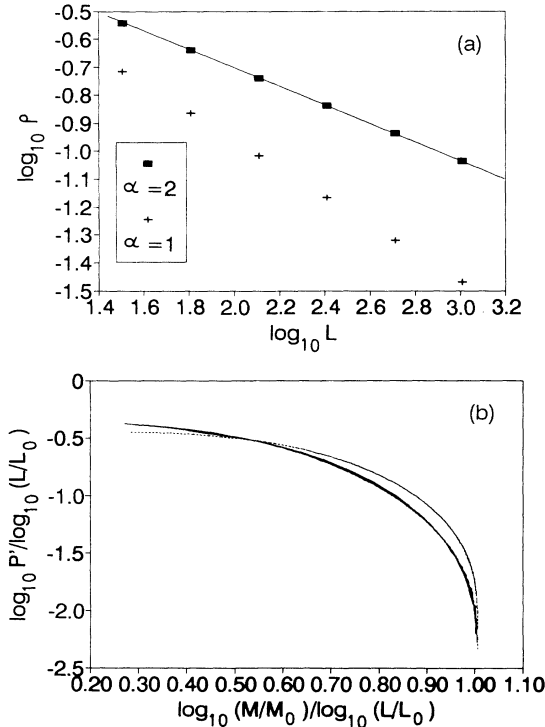 -0.5
-0.6
-0.7
-0.8
-0.9
-1.0
-1.1
-1.2
-1.3
-1.4
-1.5
log₁₀ ρ
(a)
α =2
α =1
1.4 1.6 1.8 2.0 2.2 2.4 2.6 2.8 3.0 3.2
log₁₀ L
0
-0.5
-1.0
-1.5
-2.0
-2.5
log₁₀ P'/log₁₀ (L/L₀)
(b)
0.20 0.30 0.40 0.50 0.60 0.70 0.80 0.90 1.00 1.10
log₁₀ (M/M₀)/log₁₀ (L/L₀)